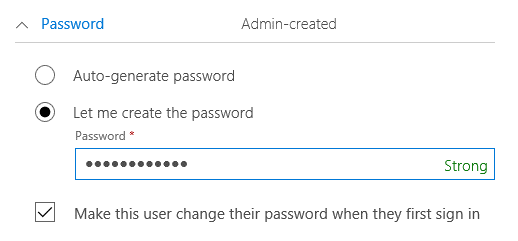 Password Admin-created
Auto-generate password
Let me create the password
Password *
●●●●●●●●●●●● Strong
Make this user change their password when they first sign in